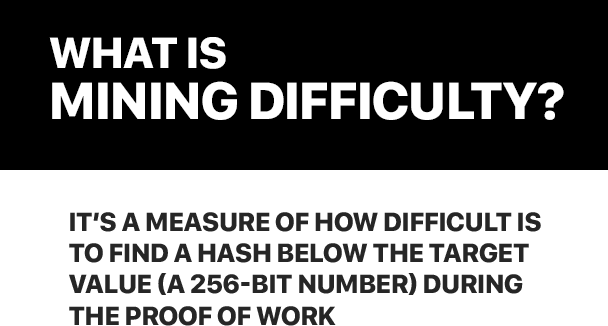 WHAT IS
MINING DIFFICULTY?
IT'S A MEASURE OF HOW DIFFICULT IS
TO FIND A HASH BELOW THE TARGET
VALUE (A 256-BIT NUMBER) DURING
THE PROOF OF WORK